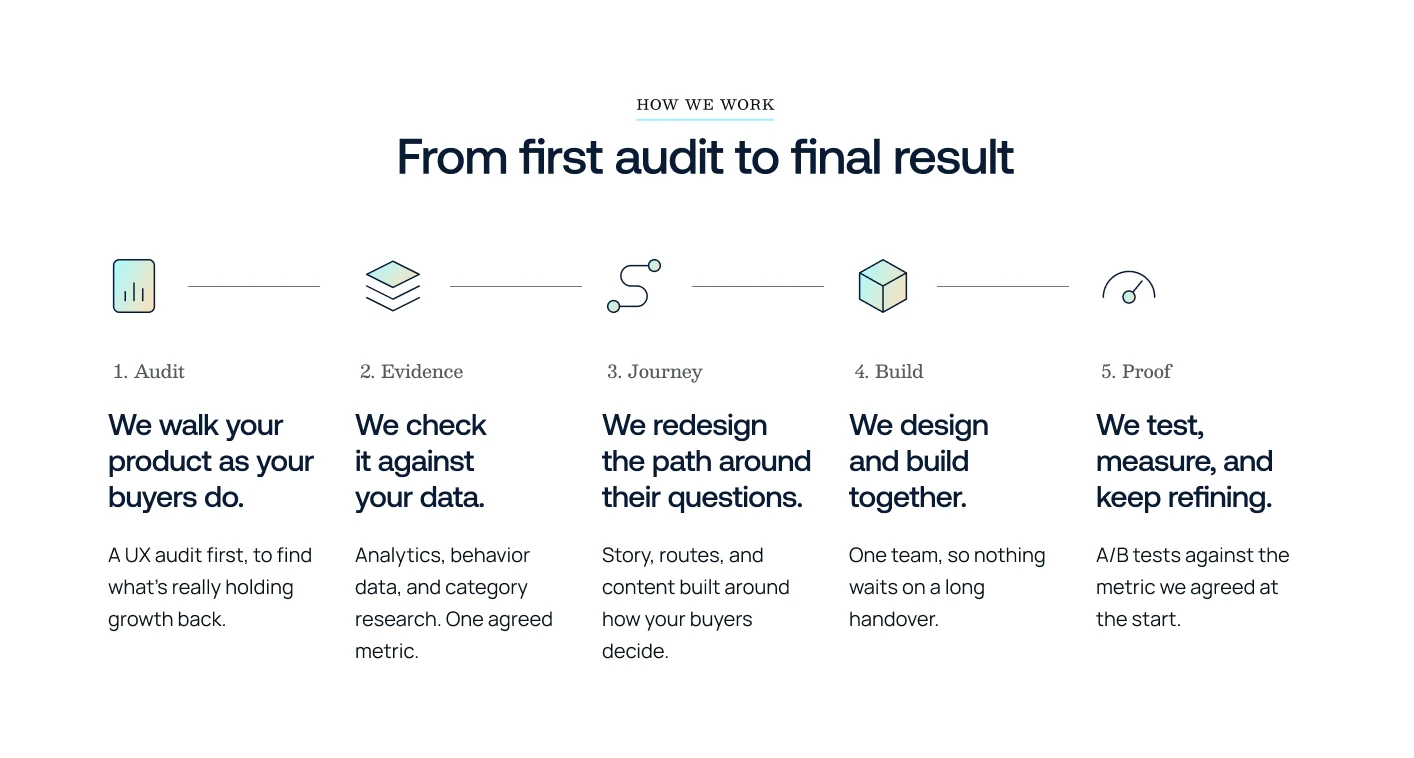 HOW WE WORK
From first audit to final result
1. Audit
We walk your
product as your
buyers do.
A UX audit first, to find
what’s really holding
growth back.
2. Evidence
We check
it against
your data.
Analytics, behavior
data, and category
research. One agreed
metric.
3. Journey
We redesign
the path around
their questions.
Story, routes, and
content built around
how your buyers
decide.
4. Build
We design
and build
together.
One team, so nothing
waits on a long
handover.
5. Proof
We test,
measure, and
keep refining.
A/B tests against the
metric we agreed at
the start.